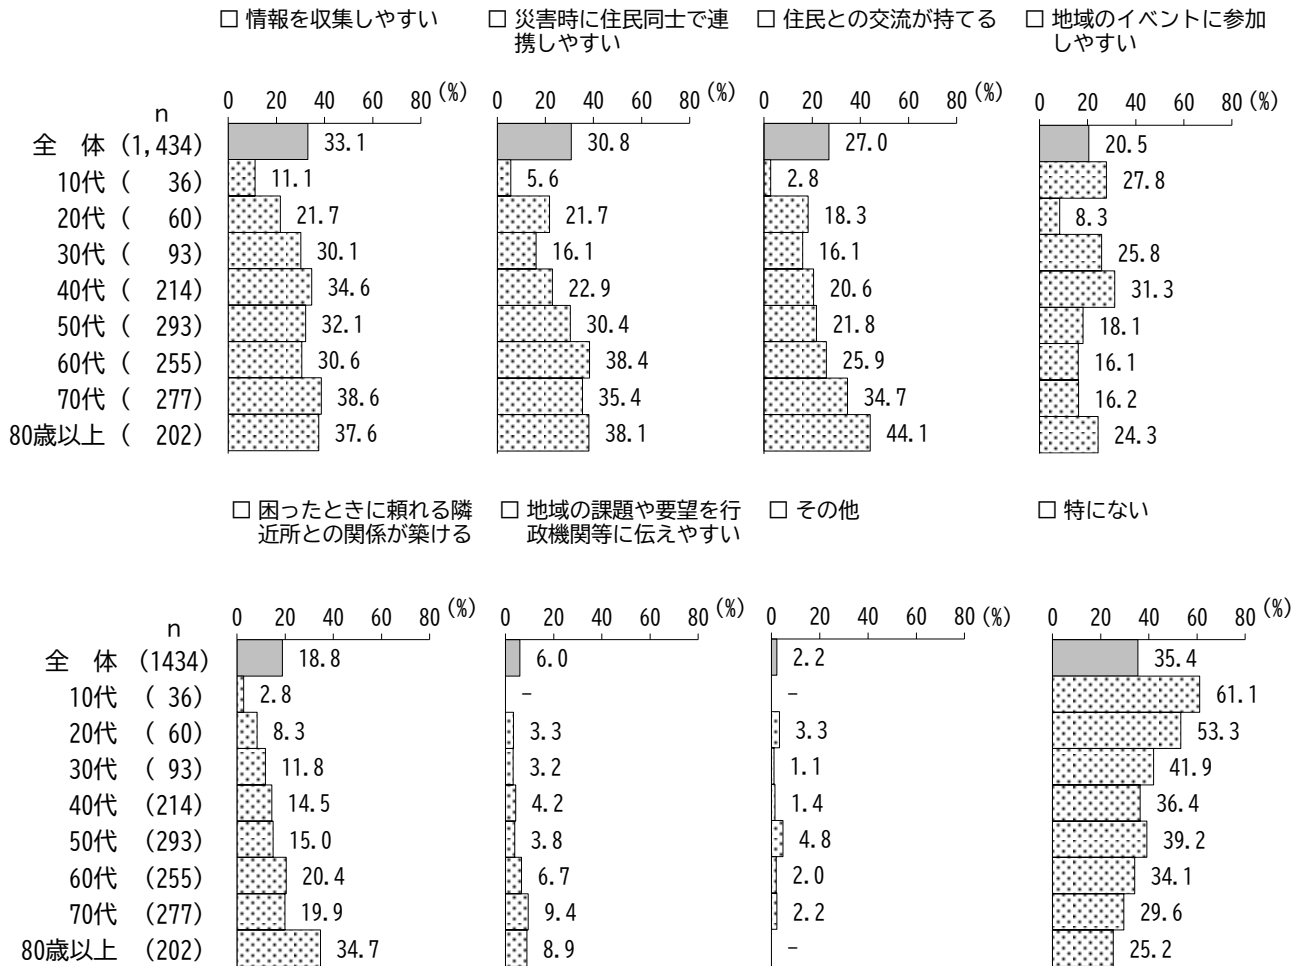 □ 情報を収集しやすい　□ 災害時に住民同士で連　□ 住民との交流が持てる　□ 地域のイベントに参加
携しやすい　しやすい
0 20 40 60 80 (%) 0 20 40 60 80 (%) 0 20 40 60 80 (%) 0 20 40 60 80 (%)
n
全　体 (1,434) 33.1 30.8 27.0 20.5
10代 ( 36) 11.1 5.6 2.8 27.8
20代 ( 60) 21.7 21.7 18.3 8.3
30代 ( 93) 30.1 16.1 16.1 25.8
40代 ( 214) 34.6 22.9 20.6 31.3
50代 ( 293) 32.1 30.4 21.8 18.1
60代 ( 255) 30.6 38.4 25.9 16.1
70代 ( 277) 38.6 35.4 34.7 16.2
80歳以上 ( 202) 37.6 38.1 44.1 24.3
□ 困ったときに頼れる隣　□ 地域の課題や要望を行　□ その他　□ 特にない
近所との関係が築ける　政機関等に伝えやすい
0 20 40 60 80 (%) 0 20 40 60 80 (%) 0 20 40 60 80 (%) 0 20 40 60 80 (%)
n
全　体 (1434) 18.8 6.0 2.2 35.4
10代 ( 36) 2.8 − − 61.1
20代 ( 60) 8.3 3.3 3.3 53.3
30代 ( 93) 11.8 3.2 1.1 41.9
40代 (214) 14.5 4.2 1.4 36.4
50代 (293) 15.0 3.8 4.8 39.2
60代 (255) 20.4 6.7 2.0 34.1
70代 (277) 19.9 9.4 2.2 29.6
80歳以上 (202) 34.7 8.9 − 25.2